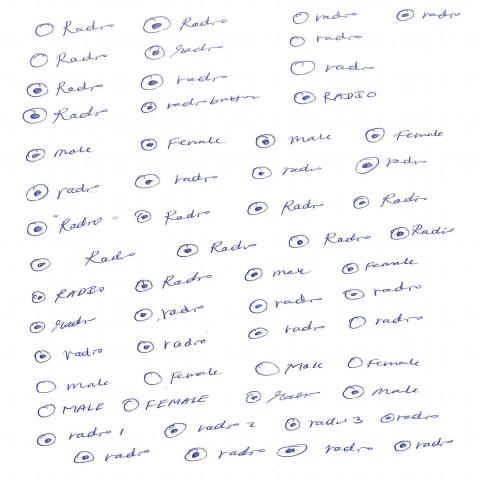 Radio Radio radio radio
Radio radio radio
Radio radio radio
Radio radio button RADIO
male Female male Female
radio radio radio radio
Radio Radio Radio Radio
Radio Radio Radio Radio
RADIO Radio male Female
radio radio radio radio
radio radio radio radio
male Female Male Female
MALE FEMALE radio male
radio 1 radio 2 radio 3 radio
radio radio radio radio